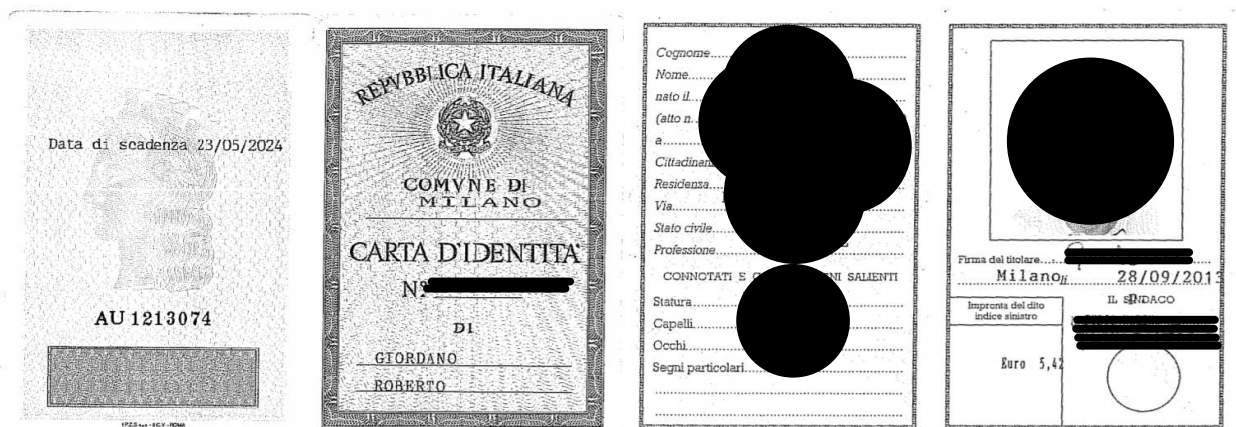 Data di scadenza 23/05/2024
AU 1213074
I.P.Z.S. S.p.A. - O.C.V. - ROMA
REPVBBLICA ITALIANA
COMVNE DI
MILANO
CARTA D'IDENTITA'
N°
DI
GIORDANO
ROBERTO
Cognome
Nome
nato il
(atto n.
a
Residenza
Via
Stato civile
Professione
CONNOTATI E SALIENTI
Statura
Capelli
Occhi
Segni particolari
Firma del titolare
Milano li 28/09/2013
Impronta del dito
indice sinistro
IL SINDACO
Euro 5,42